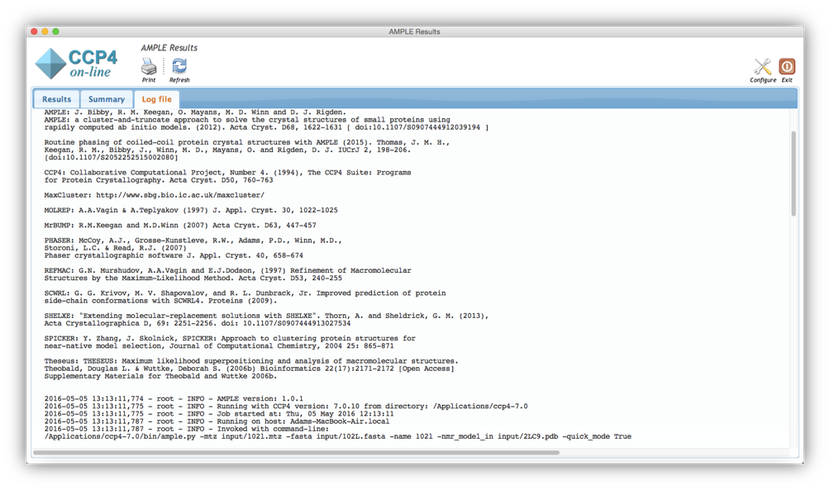 AMPLE Results
CCP4
on-line
AMPLE Results
Print
Refresh
Configure
Exit
Results
Summary
Log file
AMPLE: J. Bibby, R. M. Keegan, O. Mayans, M. D. Winn and D. J. Rigden.
AMPLE: a cluster-and-truncate approach to solve the crystal structures of small proteins using
rapidly computed ab initio models. (2012). Acta Cryst. D68, 1622-1631 [ doi:10.1107/S0907444912039194 ]
Routine phasing of coiled-coil protein crystal structures with AMPLE (2015). Thomas, J. M. H.,
Keegan, R. M., Bibby, J., Winn, M. D., Mayans, O. and Rigden, D. J. IUCrJ 2, 198-206.
[doi:10.1107/S2052252515002080]
CCP4: Collaborative Computational Project, Number 4. (1994), The CCP4 Suite: Programs
for Protein Crystallography. Acta Cryst. D50, 760-763
MaxCluster: http://www.sbg.bio.ic.ac.uk/maxcluster/
MOLREP: A.A.Vagin & A.Teplyakov (1997) J. Appl. Cryst. 30, 1022-1025
MrBUMP: R.M.Keegan and M.D.Winn (2007) Acta Cryst. D63, 447-457
PHASER: McCoy, A.J., Grosse-Kunstleve, R.W., Adams, P.D., Winn, M.D.,
Storoni, L.C. & Read, R.J. (2007)
Phaser crystallographic software J. Appl. Cryst. 40, 658-674
REFMAC: G.N. Murshudov, A.A.Vagin and E.J.Dodson, (1997) Refinement of Macromolecular
Structures by the Maximum-Likelihood Method. Acta Cryst. D53, 240-255
SCWRL: G. G. Krivov, M. V. Shapovalov, and R. L. Dunbrack, Jr. Improved prediction of protein
side-chain conformations with SCWRL4. Proteins (2009).
SHELXE: "Extending molecular-replacement solutions with SHELXE". Thorn, A. and Sheldrick, G. M. (2013),
Acta Crystallographica D, 69: 2251-2256. doi: 10.1107/S0907444913027534
SPICKER: Y. Zhang, J. Skolnick, SPICKER: Approach to clustering protein structures for
near-native model selection, Journal of Computational Chemistry, 2004 25: 865-871
Theseus: THESEUS: Maximum likelihood superpositioning and analysis of macromolecular structures.
Theobald, Douglas L. & Wuttke, Deborah S. (2006b) Bioinformatics 22(17):2171-2172 [Open Access]
Supplementary Materials for Theobald and Wuttke 2006b.
2016-05-05 13:13:11,774 - root - INFO - AMPLE version: 1.0.1
2016-05-05 13:13:11,775 - root - INFO - Running with CCP4 version: 7.0.10 from directory: /Applications/ccp4-7.0
2016-05-05 13:13:11,775 - root - INFO - Job started at: Thu, 05 May 2016 12:13:11
2016-05-05 13:13:11,787 - root - INFO - Running on host: Adams-MacBook-Air.local
2016-05-05 13:13:11,787 - root - INFO - Invoked with command-line:
/Applications/ccp4-7.0/bin/ample.py -mtz input/102l.mtz -fasta input/102L.fasta -name 102l -nmr_model_in input/2LC9.pdb -quick_mode True